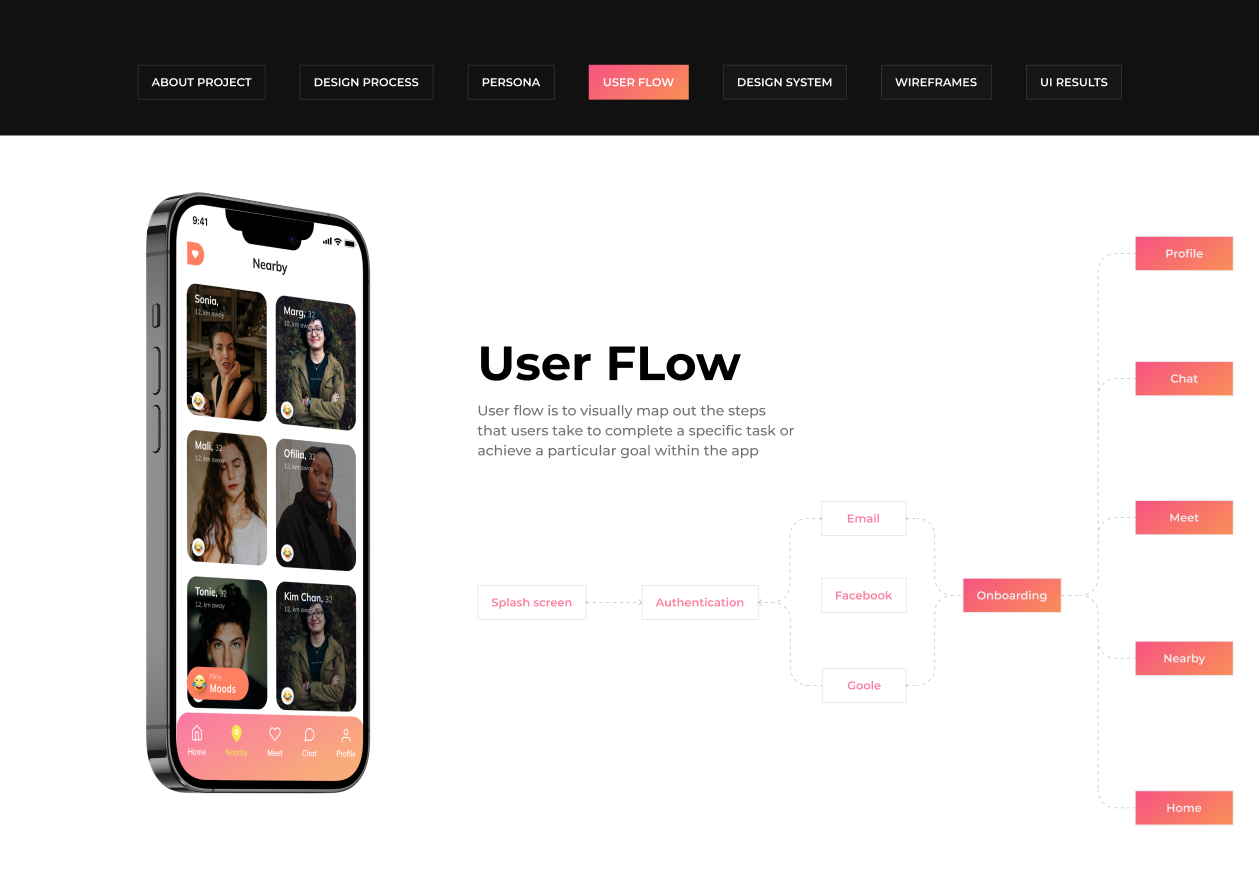 ABOUT PROJECT
DESIGN PROCESS
PERSONA
USER FLOW
DESIGN SYSTEM
WIREFRAMES
UI RESULTS
9:41
Nearby
Sonia,
12, km away
Marg, 32
10, km away
Mali, 32
12, km away
Ofilia, 32
12, km away
Tonie, 32
12, km away
Kim Chan, 32
12, km away
Filny
Moods
Home
Nearby
Meet
Chat
Profile
User FLow
User flow is to visually map out the steps
that users take to complete a specific task or
achieve a particular goal within the app
Splash screen
Authentication
Email
Facebook
Goole
Onboarding
Profile
Chat
Meet
Nearby
Home